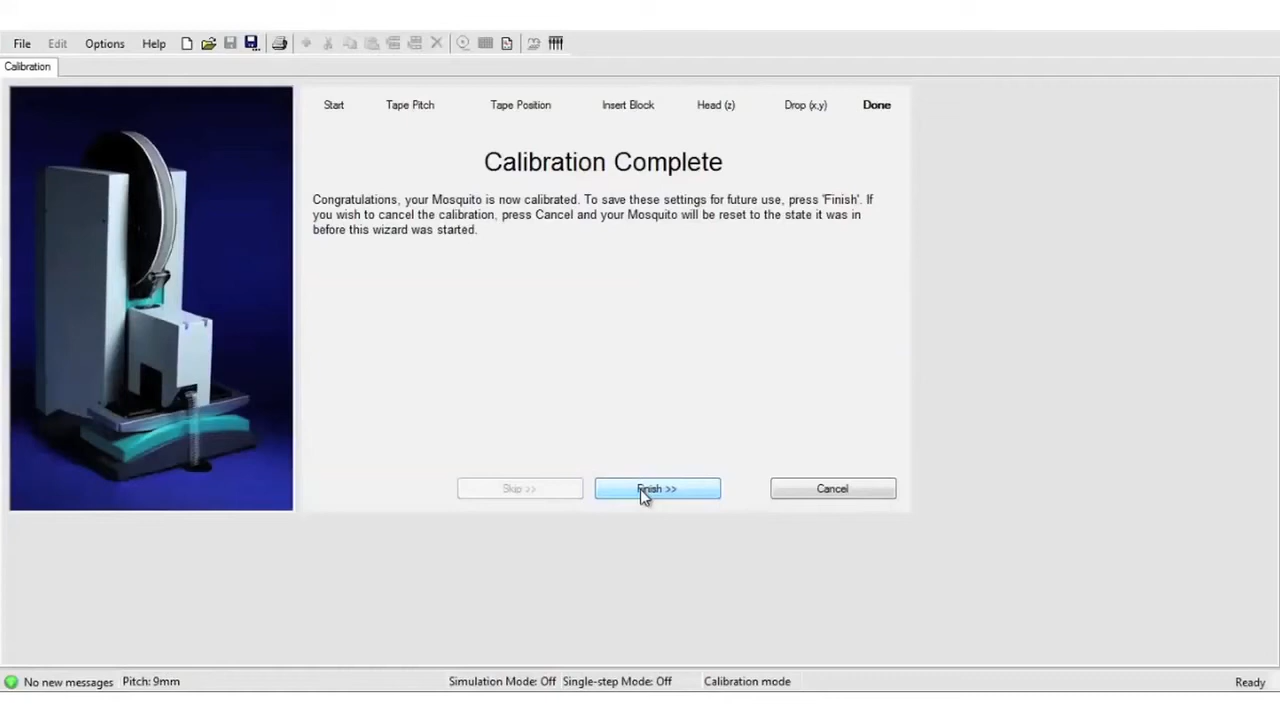 File Edit Options Help
Calibration
Start Tape Pitch Tape Position Insert Block Head (z) Drop (x,y) Done
Calibration Complete
Congratulations, your Mosquito is now calibrated. To save these settings for future use, press 'Finish'. If
you wish to cancel the calibration, press Cancel and your Mosquito will be reset to the state it was in
before this wizard was started.
Skip >> Finish >> Cancel
No new messages Pitch: 9mm Simulation Mode: Off Single-step Mode: Off Calibration mode Ready